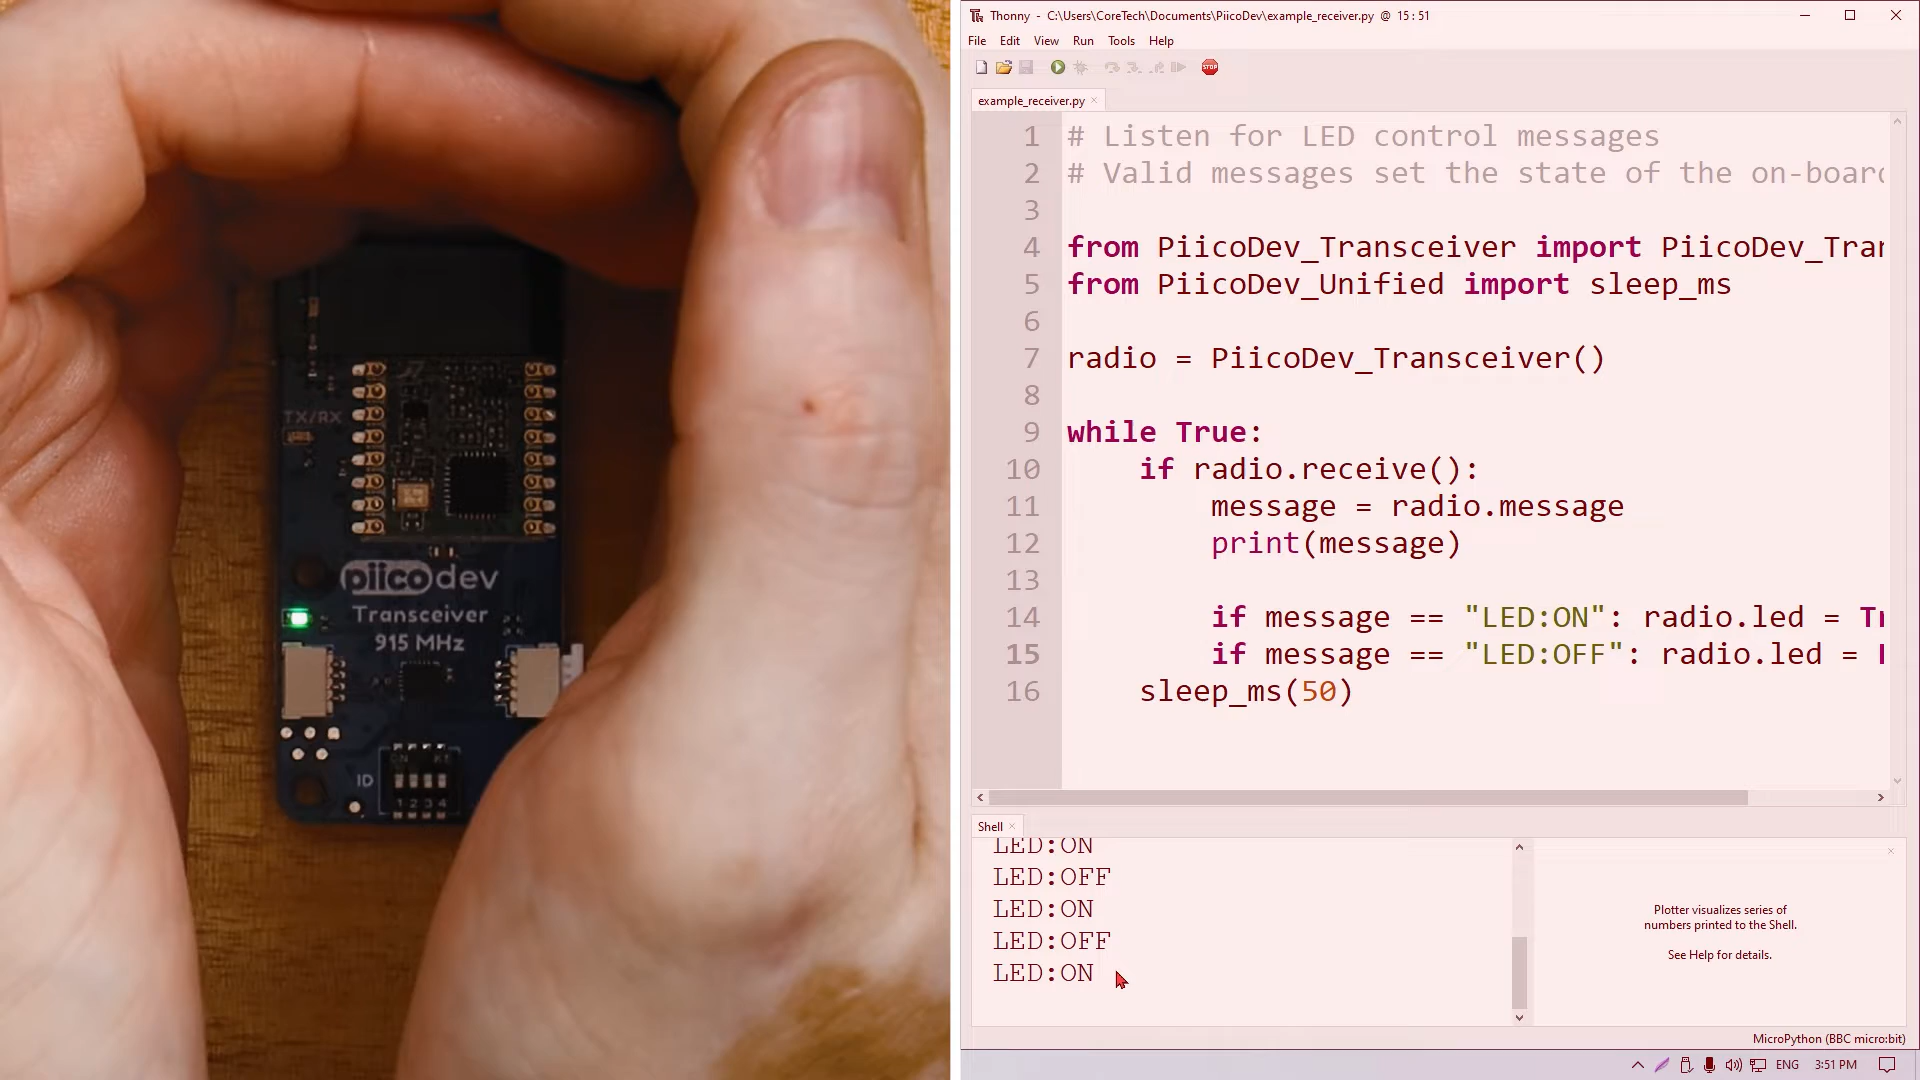 TX/RX
piicodev
Transceiver
915 MHz
ID
ON
1 2 3 4
Thonny - C:\Users\CoreTech\Documents\PiicoDev\example_receiver.py @ 15 : 51
File Edit View Run Tools Help
STOP
example_receiver.py
1 # Listen for LED control messages
2 # Valid messages set the state of the on-boar
3
4 from PiicoDev_Transceiver import PiicoDev_Tran
5 from PiicoDev_Unified import sleep_ms
6
7 radio = PiicoDev_Transceiver()
8
9 while True:
10 if radio.receive():
11 message = radio.message
12 print(message)
13
14 if message == "LED:ON": radio.led = Tr
15 if message == "LED:OFF": radio.led =
16 sleep_ms(50)
Shell
LED:ON
LED:OFF
LED:ON
LED:OFF
LED:ON
Plotter visualizes series of
numbers printed to the Shell.
See Help for details.
MicroPython (BBC micro:bit)
ENG 3:51 PM